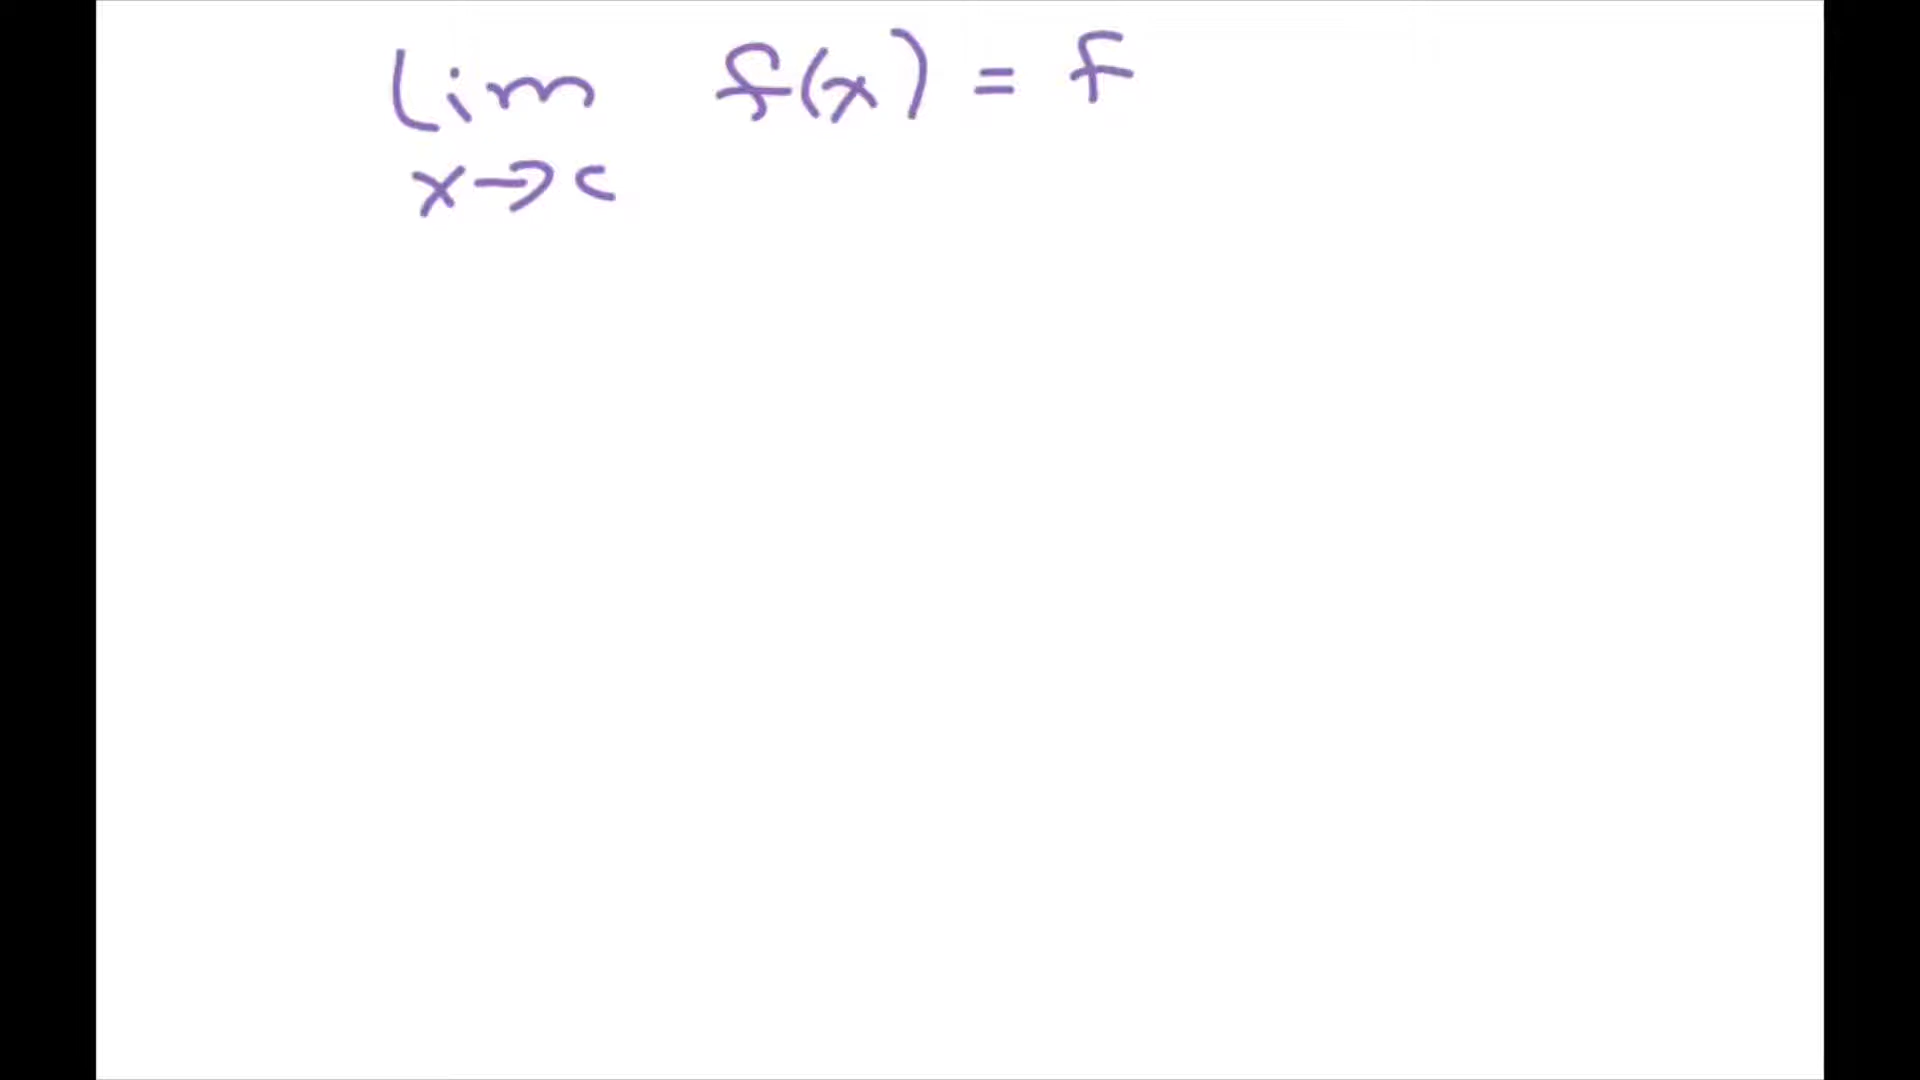 lim f(x) = f
x→c